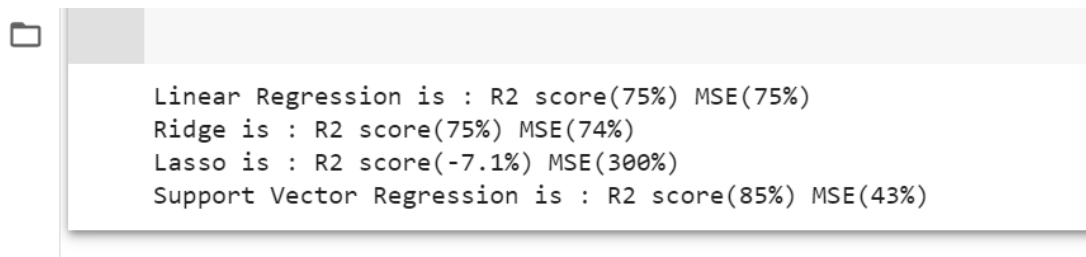 Linear Regression is : R2 score(75%) MSE(75%)
Ridge is : R2 score(75%) MSE(74%)
Lasso is : R2 score(-7.1%) MSE(300%)
Support Vector Regression is : R2 score(85%) MSE(43%)